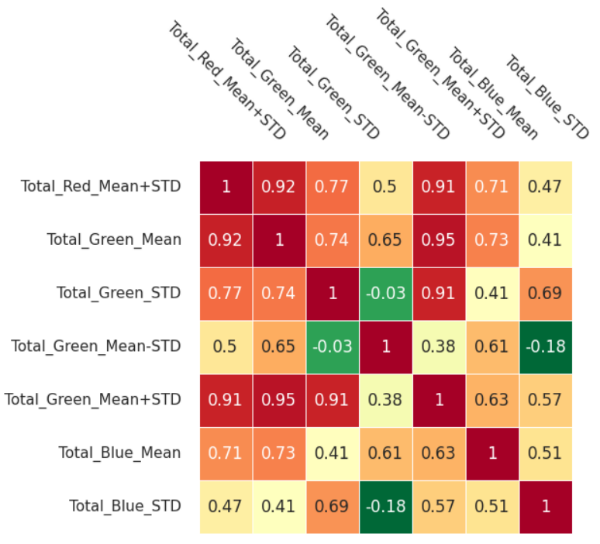 Total_Red_Mean+STD
Total_Green_Mean
Total_Green_STD
Total_Green_Mean-STD
Total_Green_Mean+STD
Total_Blue_Mean
Total_Blue_STD
Total_Red_Mean+STD 1 0.92 0.77 0.5 0.91 0.71 0.47
Total_Green_Mean 0.92 1 0.74 0.65 0.95 0.73 0.41
Total_Green_STD 0.77 0.74 1 -0.03 0.91 0.41 0.69
Total_Green_Mean-STD 0.5 0.65 -0.03 1 0.38 0.61 -0.18
Total_Green_Mean+STD 0.91 0.95 0.91 0.38 1 0.63 0.57
Total_Blue_Mean 0.71 0.73 0.41 0.61 0.63 1 0.51
Total_Blue_STD 0.47 0.41 0.69 -0.18 0.57 0.51 1